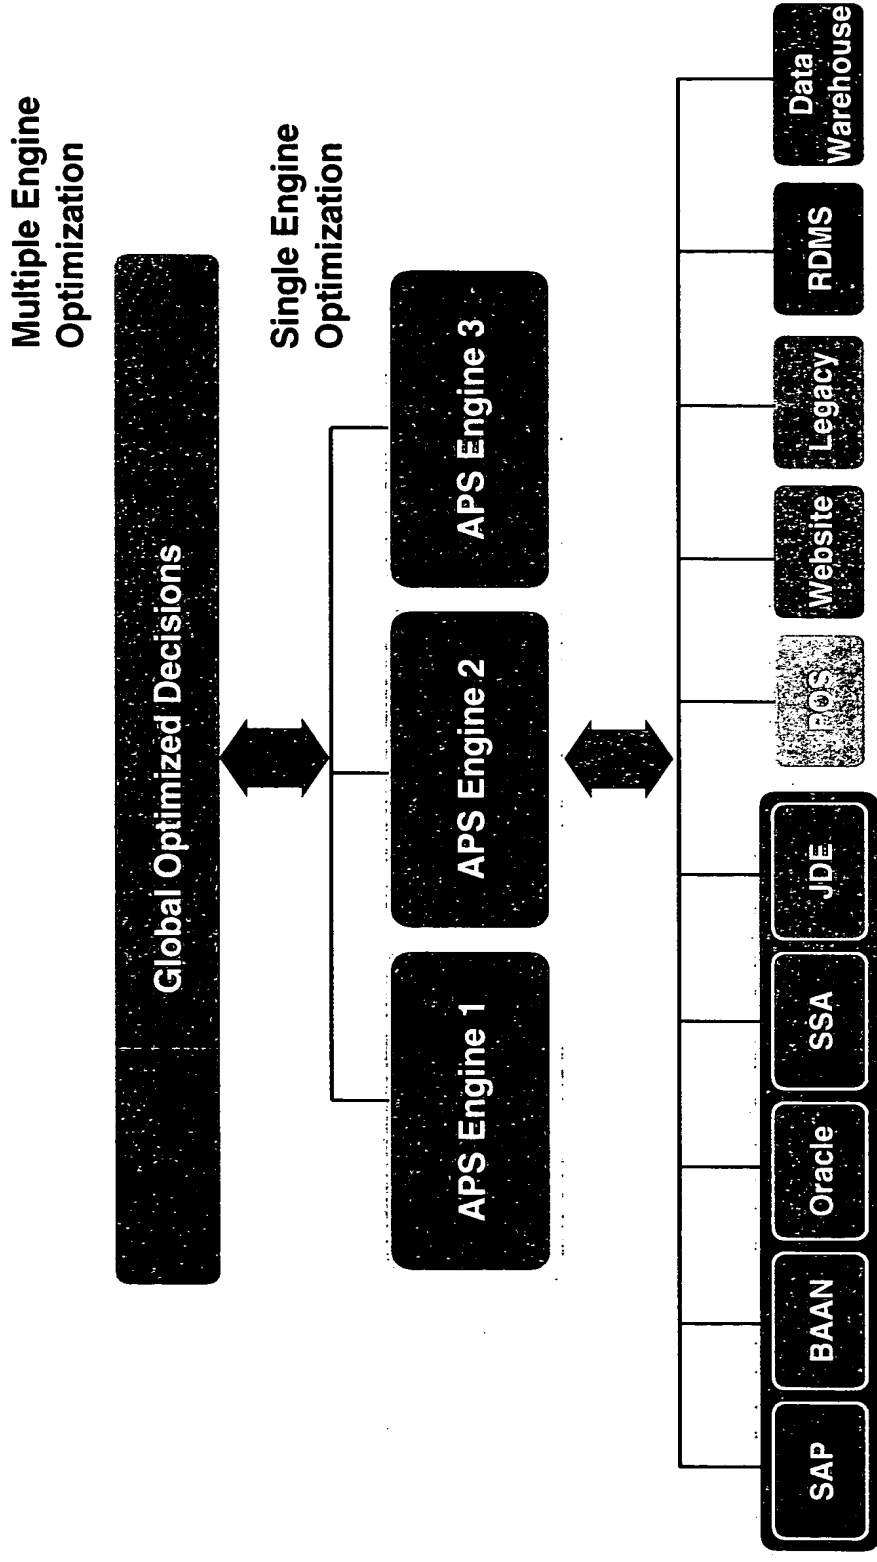 Multiple Engine
Optimization
Global Optimized Decisions
Single Engine
Optimization
APS Engine 1
APS Engine 2
APS Engine 3
SAP
BAAN
Oracle
SSA
JDE
POS
Website
Legacy
RDMS
Data
Warehouse